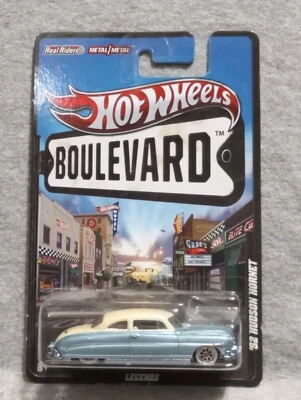 Real Riders
METAL/METAL
HOT WHEELS
BOULEVARD
TM
'52 HUDSON HORNET
LEGENDS